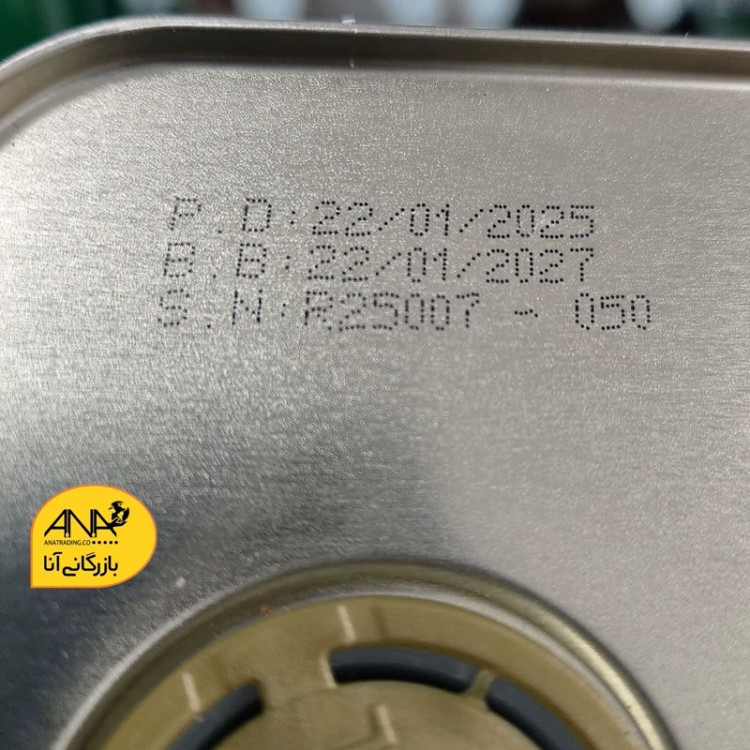 P.D:22/01/2025
B.B:22/01/2027
S.N:R25007 - 050
ANA
ANATRADING.CO
بازرگانی آنا